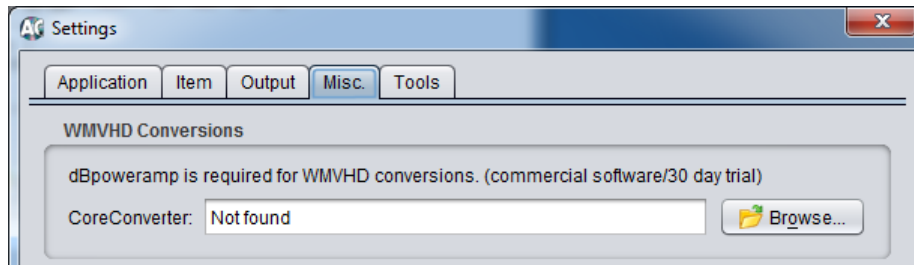 AG Settings
Application Item Output Misc. Tools
WMVHD Conversions
dBpoweramp is required for WMVHD conversions. (commercial software/30 day trial)
CoreConverter: Not found Browse...